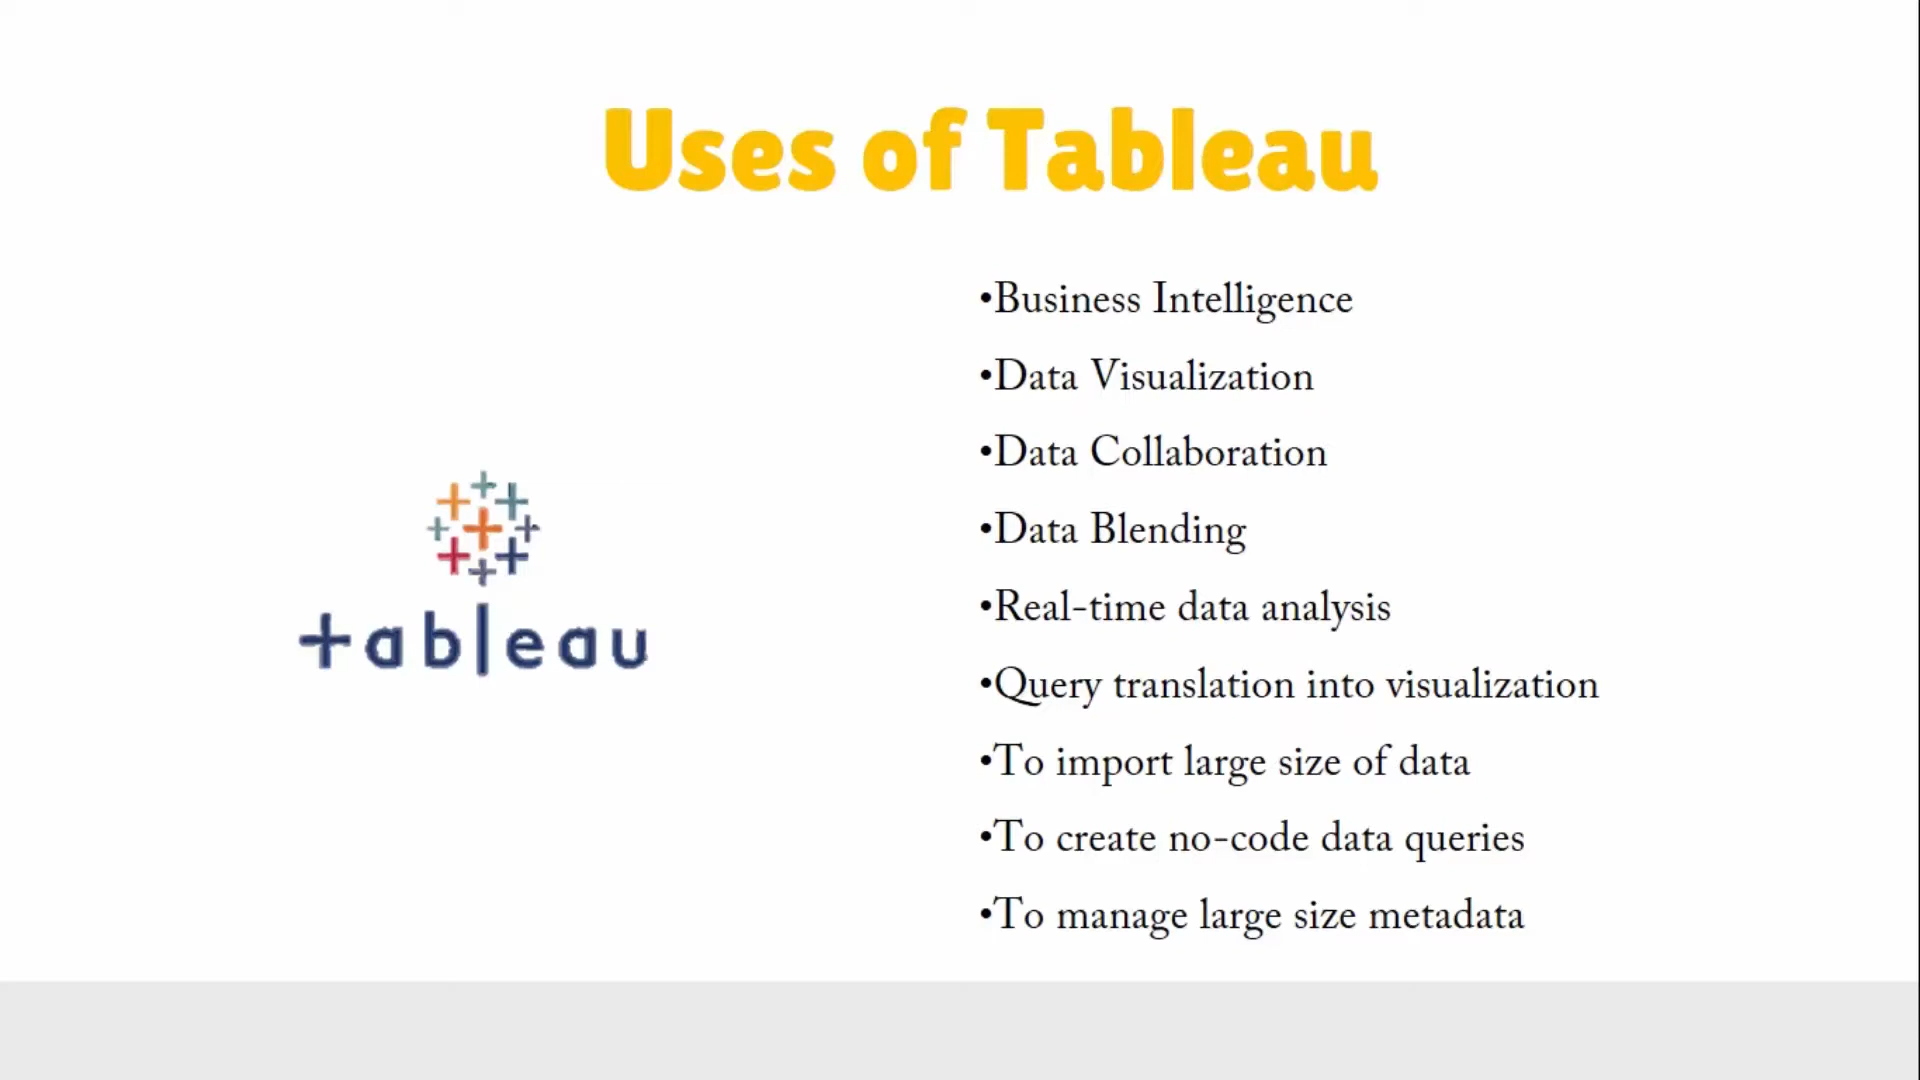 Uses of Tableau
tableau
•Business Intelligence
•Data Visualization
•Data Collaboration
•Data Blending
•Real-time data analysis
•Query translation into visualization
•To import large size of data
•To create no-code data queries
•To manage large size metadata